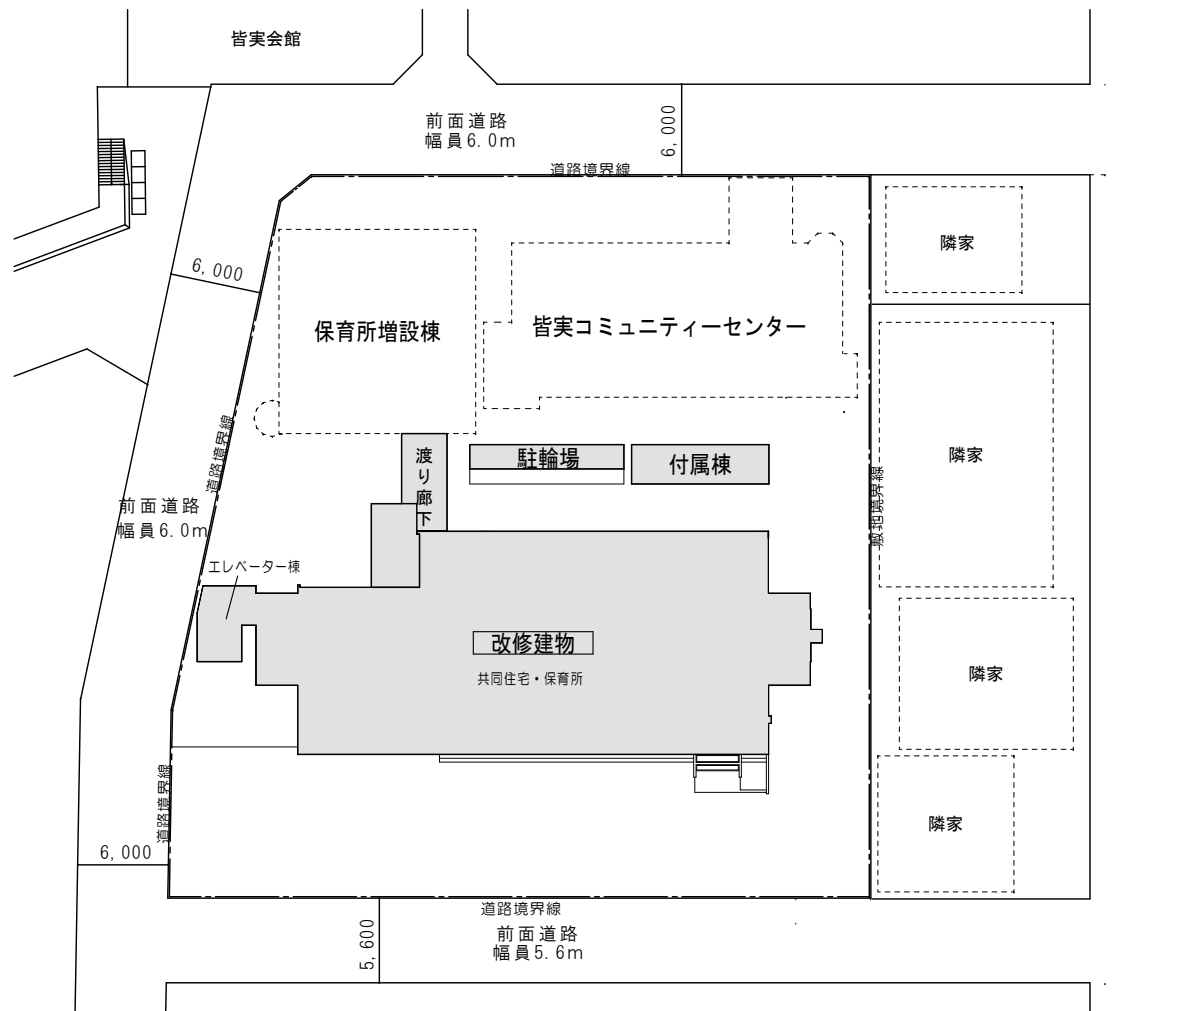 皆実会館
前面道路
幅員6.0m
6,000
道路境界線
隣家
6,000
保育所増設棟
皆実コミュニティーセンター
道路境界線
渡り廊下
駐輪場
付属棟
隣家
敷地境界線
前面道路
幅員6.0m
エレベーター棟
改修建物
共同住宅・保育所
隣家
道路境界線
隣家
6,000
道路境界線
5,600
前面道路
幅員5.6m